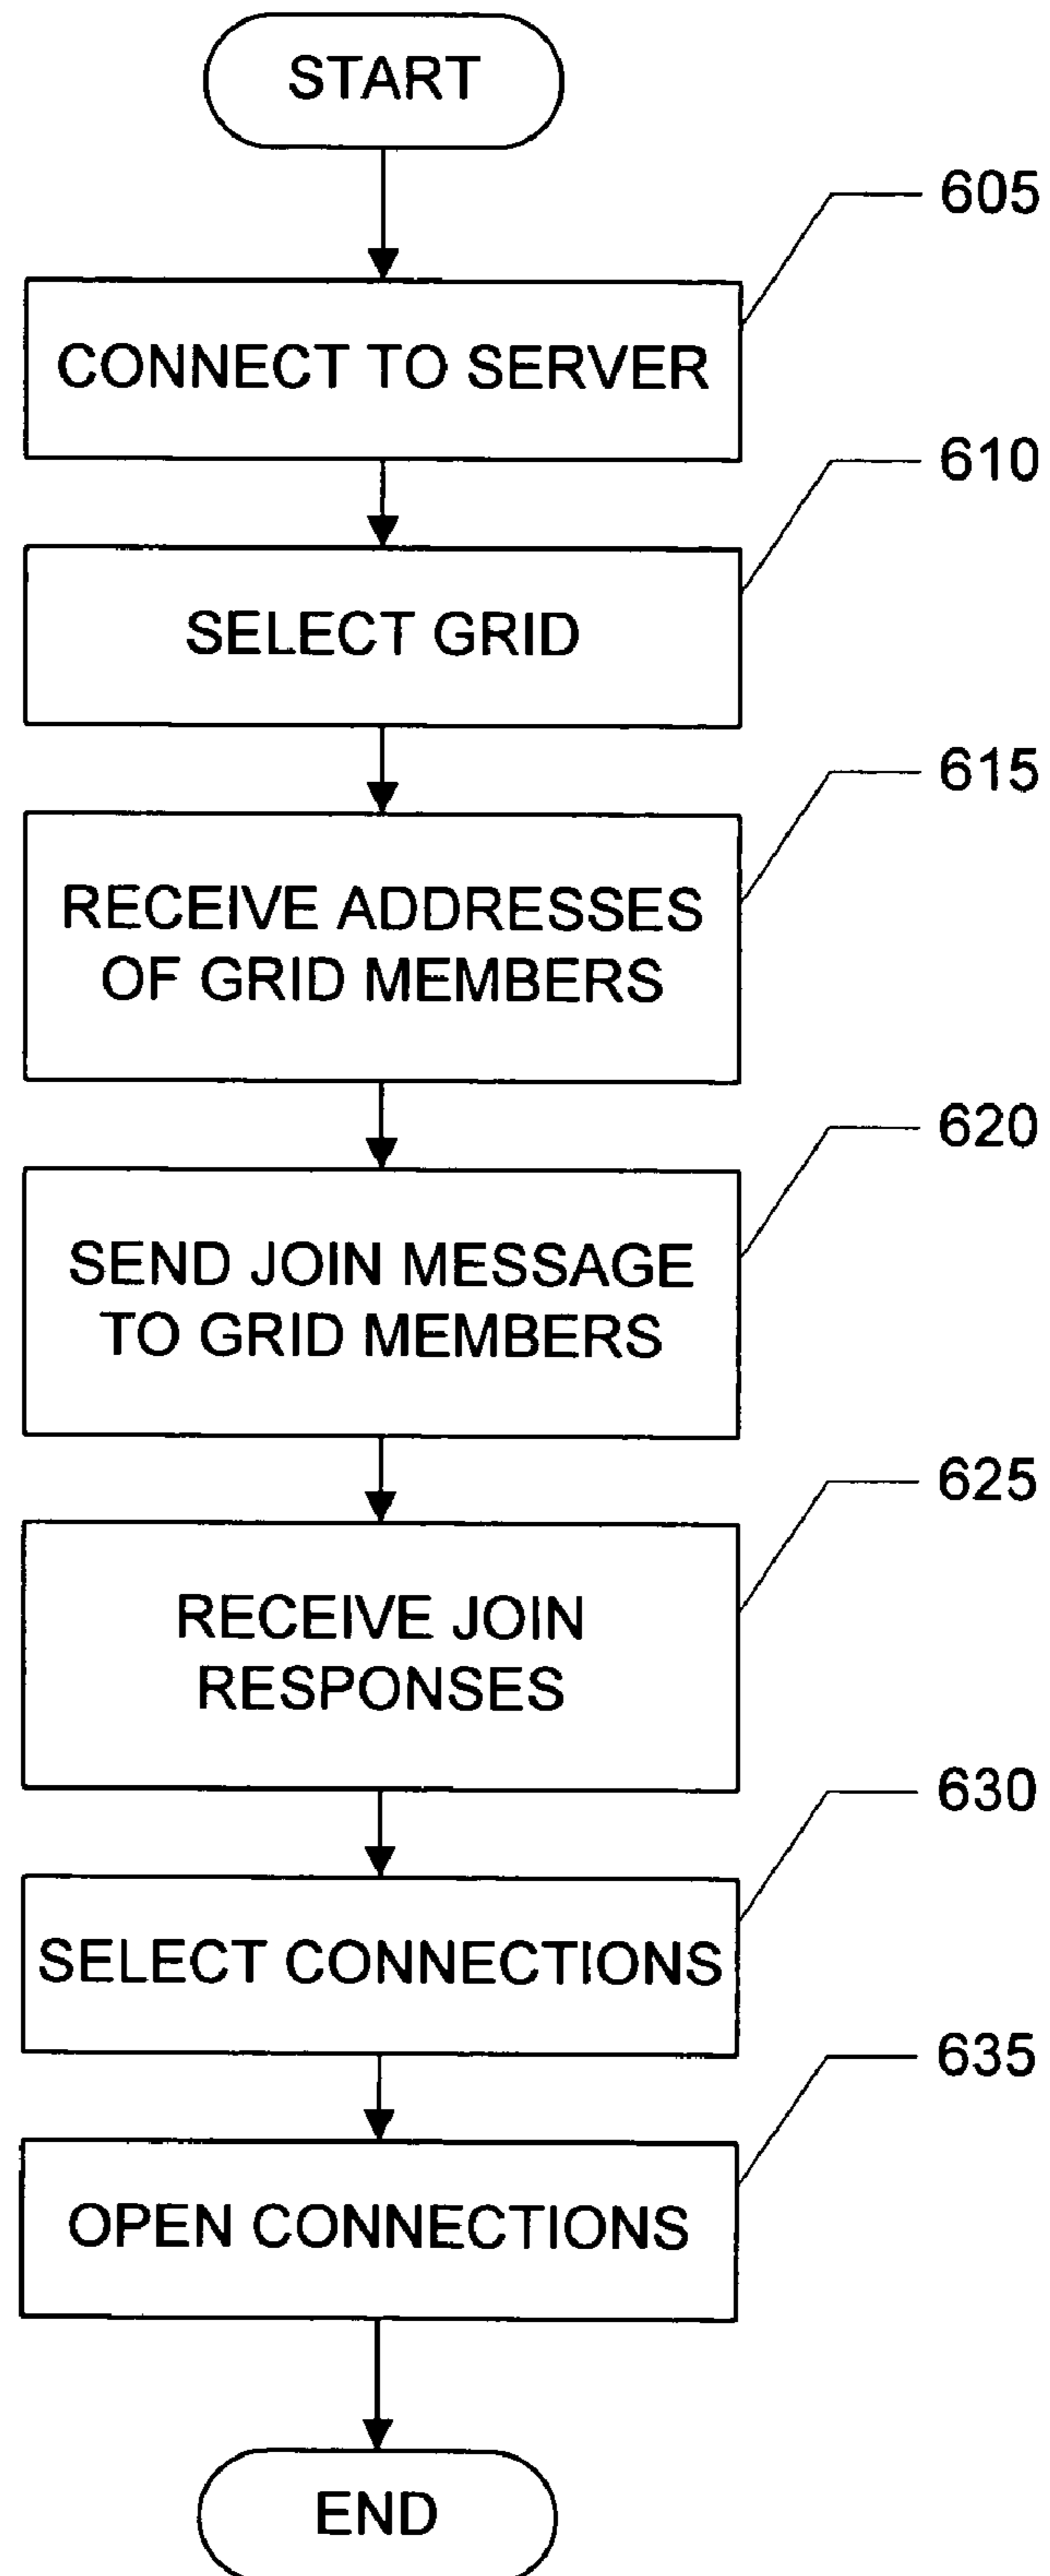 START
605
CONNECT TO SERVER
610
SELECT GRID
615
RECEIVE ADDRESSES
OF GRID MEMBERS
620
SEND JOIN MESSAGE
TO GRID MEMBERS
625
RECEIVE JOIN
RESPONSES
630
SELECT CONNECTIONS
635
OPEN CONNECTIONS
END